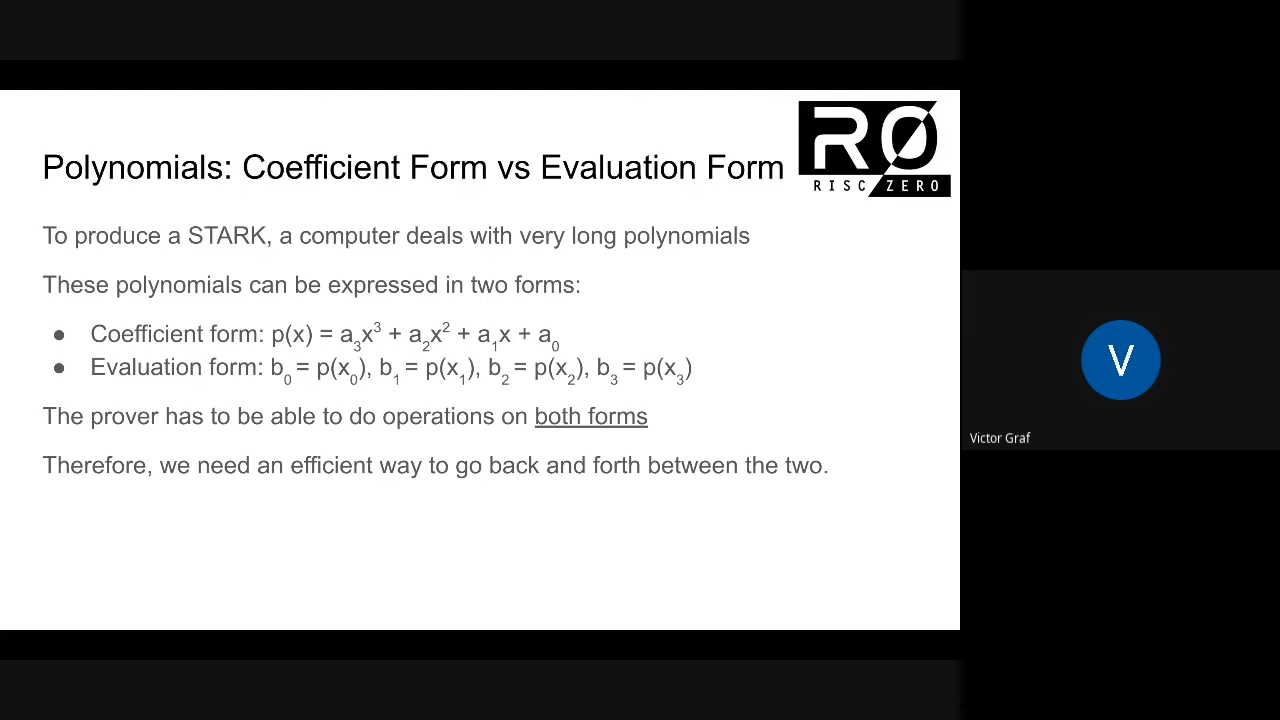 RØ
RISC ZERO
Polynomials: Coefficient Form vs Evaluation Form
To produce a STARK, a computer deals with very long polynomials
These polynomials can be expressed in two forms:
● Coefficient form: p(x) = a₃x³ + a₂x² + a₁x + a₀
● Evaluation form: b₀ = p(x₀), b₁ = p(x₁), b₂ = p(x₂), b₃ = p(x₃)
The prover has to be able to do operations on both forms
Therefore, we need an efficient way to go back and forth between the two.
V
Victor Graf